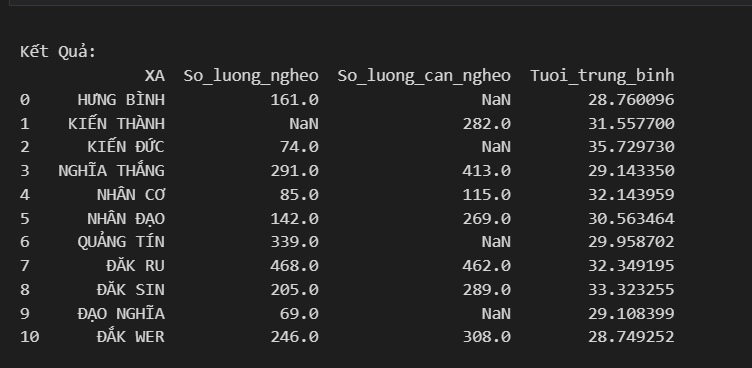 Kết Quả:
XA So_luong_ngheo So_luong_can_ngheo Tuoi_trung_binh
0 HƯNG BÌNH 161.0 NaN 28.760096
1 KIẾN THÀNH NaN 282.0 31.557700
2 KIẾN ĐỨC 74.0 NaN 35.729730
3 NGHĨA THẮNG 291.0 413.0 29.143350
4 NHÂN CƠ 85.0 115.0 32.143959
5 NHÂN ĐẠO 142.0 269.0 30.563464
6 QUẢNG TÍN 339.0 NaN 29.958702
7 ĐĂK RU 468.0 462.0 32.349195
8 ĐĂK SIN 205.0 289.0 33.323255
9 ĐẠO NGHĨA 69.0 NaN 29.108399
10 ĐẮK WER 246.0 308.0 28.749252